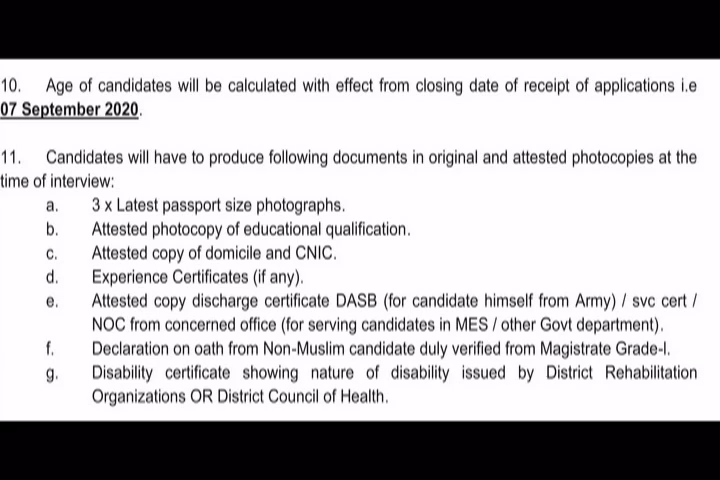 10. Age of candidates will be calculated with effect from closing date of receipt of applications i.e
07 September 2020.
11. Candidates will have to produce following documents in original and attested photocopies at the
time of interview:
a. 3 x Latest passport size photographs.
b. Attested photocopy of educational qualification.
c. Attested copy of domicile and CNIC.
d. Experience Certificates (if any).
e. Attested copy discharge certificate DASB (for candidate himself from Army) / svc cert /
NOC from concerned office (for serving candidates in MES / other Govt department).
f. Declaration on oath from Non-Muslim candidate duly verified from Magistrate Grade-I.
g. Disability certificate showing nature of disability issued by District Rehabilitation
Organizations OR District Council of Health.